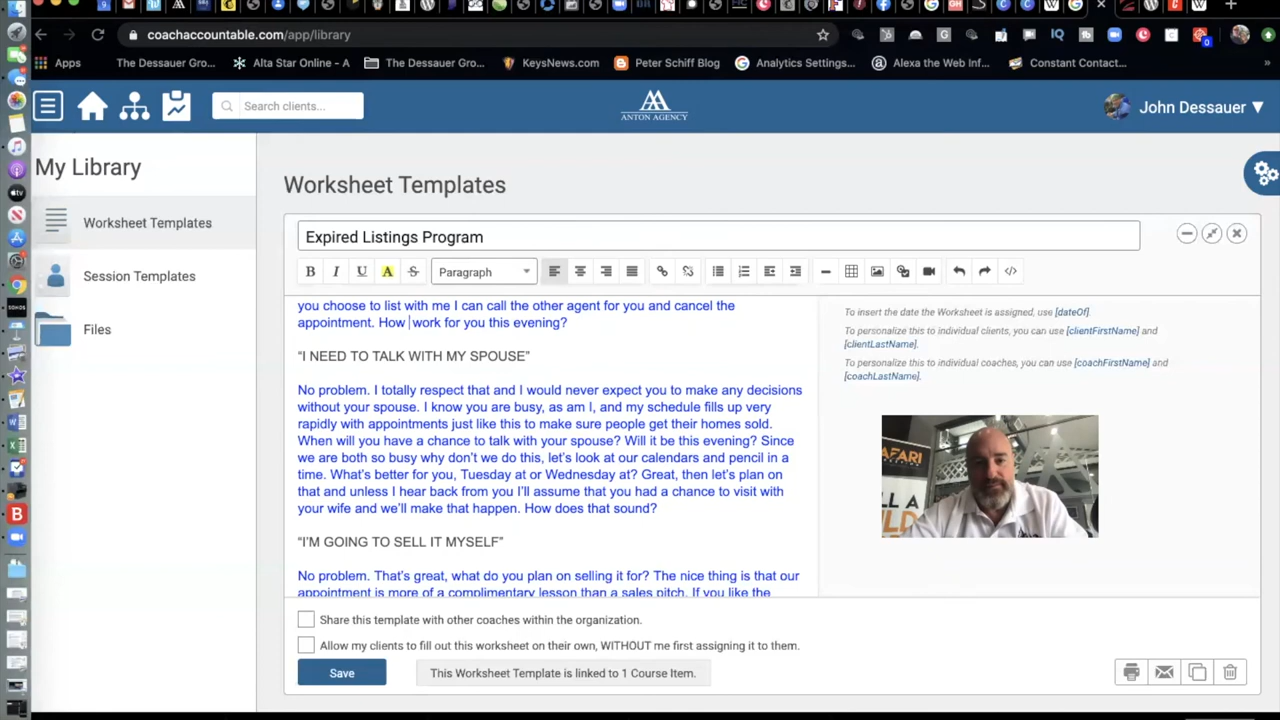 coachaccountable.com/app/library
Apps
The Dessauer Gro...
Alta Star Online - A
The Dessauer Gro...
KeysNews.com
Peter Schiff Blog
Analytics Settings...
Alexa the Web Inf...
Constant Contact...
»
Search clients...
ANTON AGENCY
John Dessauer ▼
My Library
Worksheet Templates
Session Templates
Files
Worksheet Templates
Expired Listings Program
B I U A S Paragraph
you choose to list with me I can call the other agent for you and cancel the
appointment. How work for you this evening?
“I NEED TO TALK WITH MY SPOUSE”
No problem. I totally respect that and I would never expect you to make any decisions
without your spouse. I know you are busy, as am I, and my schedule fills up very
rapidly with appointments just like this to make sure people get their homes sold.
When will you have a chance to talk with your spouse? Will it be this evening? Since
we are both so busy why don’t we do this, let’s look at our calendars and pencil in a
time. What’s better for you, Tuesday at or Wednesday at? Great, then let’s plan on
that and unless I hear back from you I’ll assume that you had a chance to visit with
your wife and we’ll make that happen. How does that sound?
“I’M GOING TO SELL IT MYSELF”
No problem. That’s great, what do you plan on selling it for? The nice thing is that our
appointment is more of a complimentary lesson than a sales pitch. If you like the
To insert the date the Worksheet is assigned, use [dateOf].
To personalize this to individual clients, you can use [clientFirstName] and
[clientLastName].
To personalize this to individual coaches, you can use [coachFirstName] and
[coachLastName].
AFARI
Share this template with other coaches within the organization.
Allow my clients to fill out this worksheet on their own, WITHOUT me first assigning it to them.
Save
This Worksheet Template is linked to 1 Course Item.